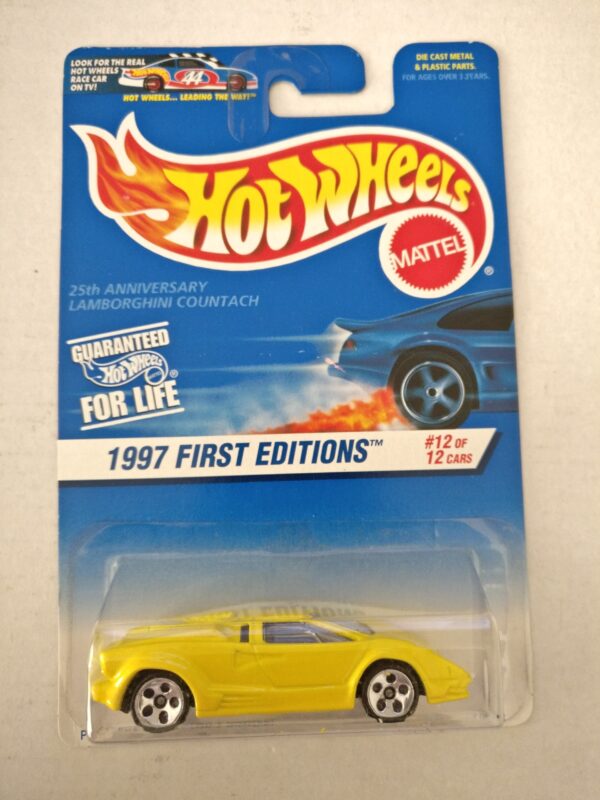 LOOK FOR THE REAL
HOT WHEELS
RACE CAR
ON TV!
44
HOT WHEELS... LEADING THE WAY!™
DIE CAST METAL
& PLASTIC PARTS.
FOR AGES OVER 3 YEARS.
HOT WHEELS
MATTEL
®
25th ANNIVERSARY
LAMBORGHINI COUNTACH
GUARANTEED
Hot Wheels ®
FOR LIFE
1997 FIRST EDITIONS™
#12 OF
12 CARS